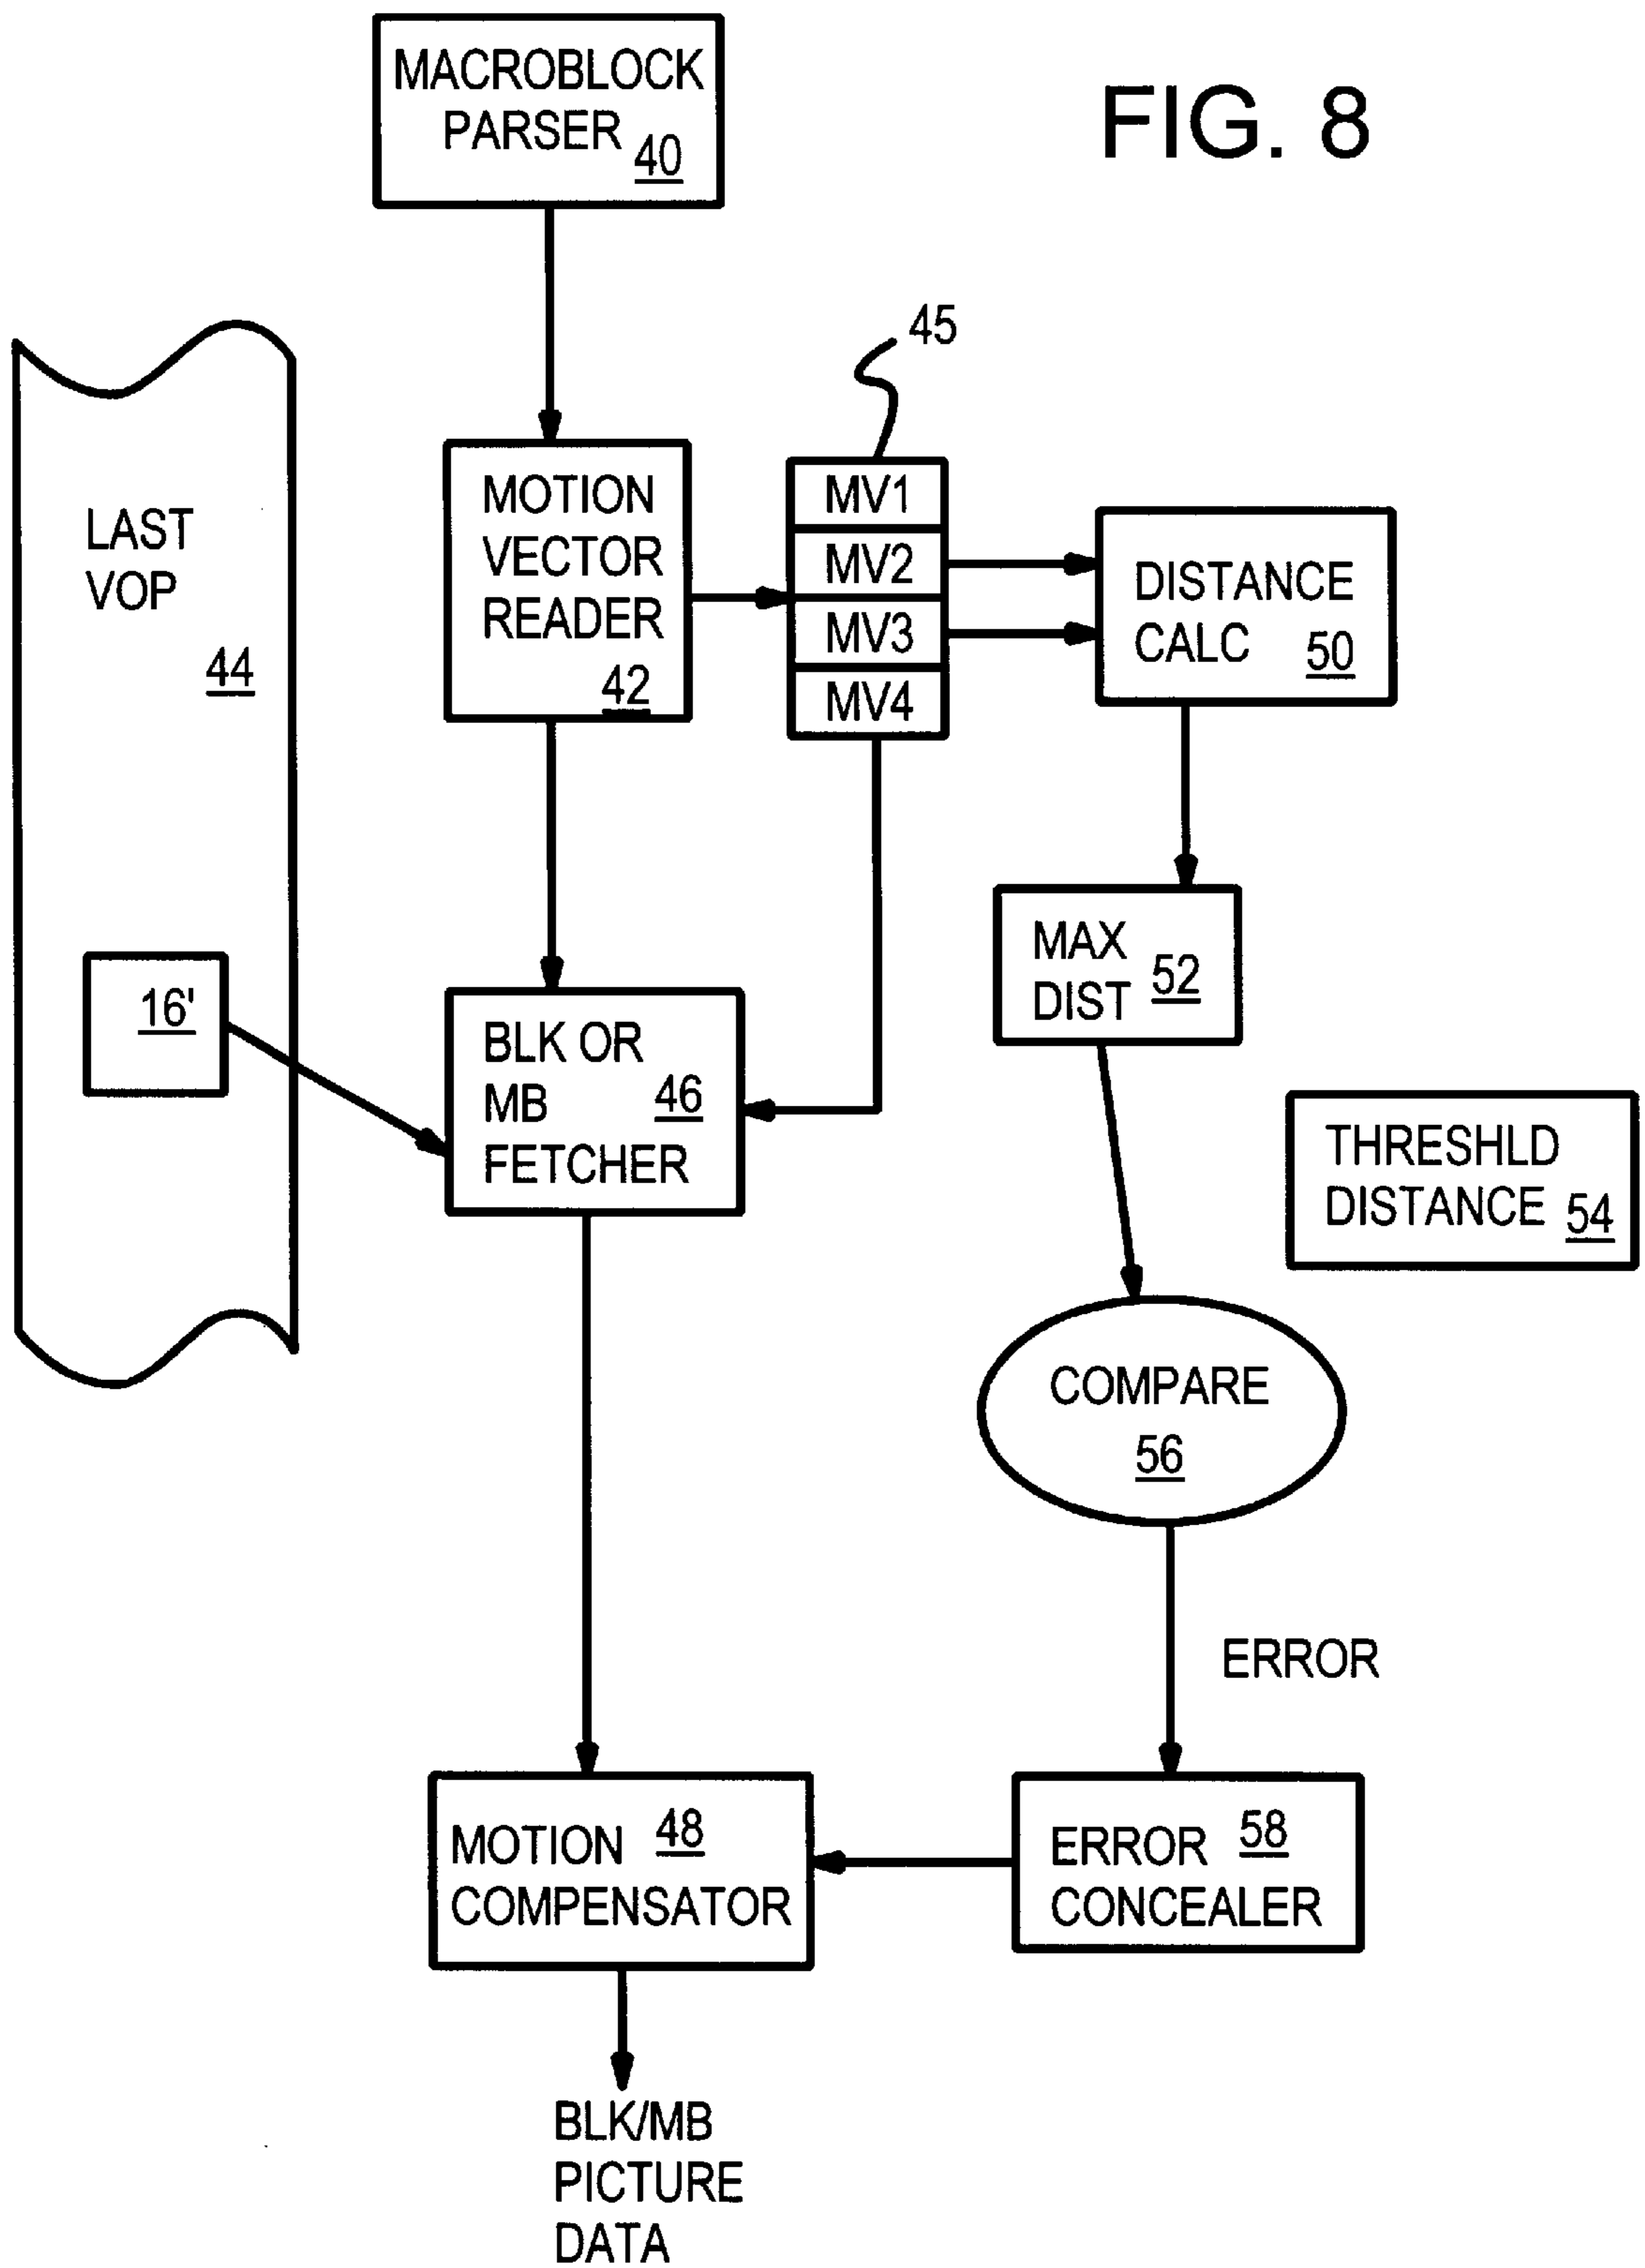 FIG. 8
MACROBLOCK
PARSER 40
45
LAST
VOP
44
MOTION
VECTOR
READER
42
MV1
MV2
MV3
MV4
DISTANCE
CALC 50
MAX
DIST 52
16'
BLK OR
MB
FETCHER
46
THRESHLD
DISTANCE 54
COMPARE
56
ERROR
MOTION
COMPENSATOR
48
ERROR
CONCEALER
58
BLK/MB
PICTURE
DATA